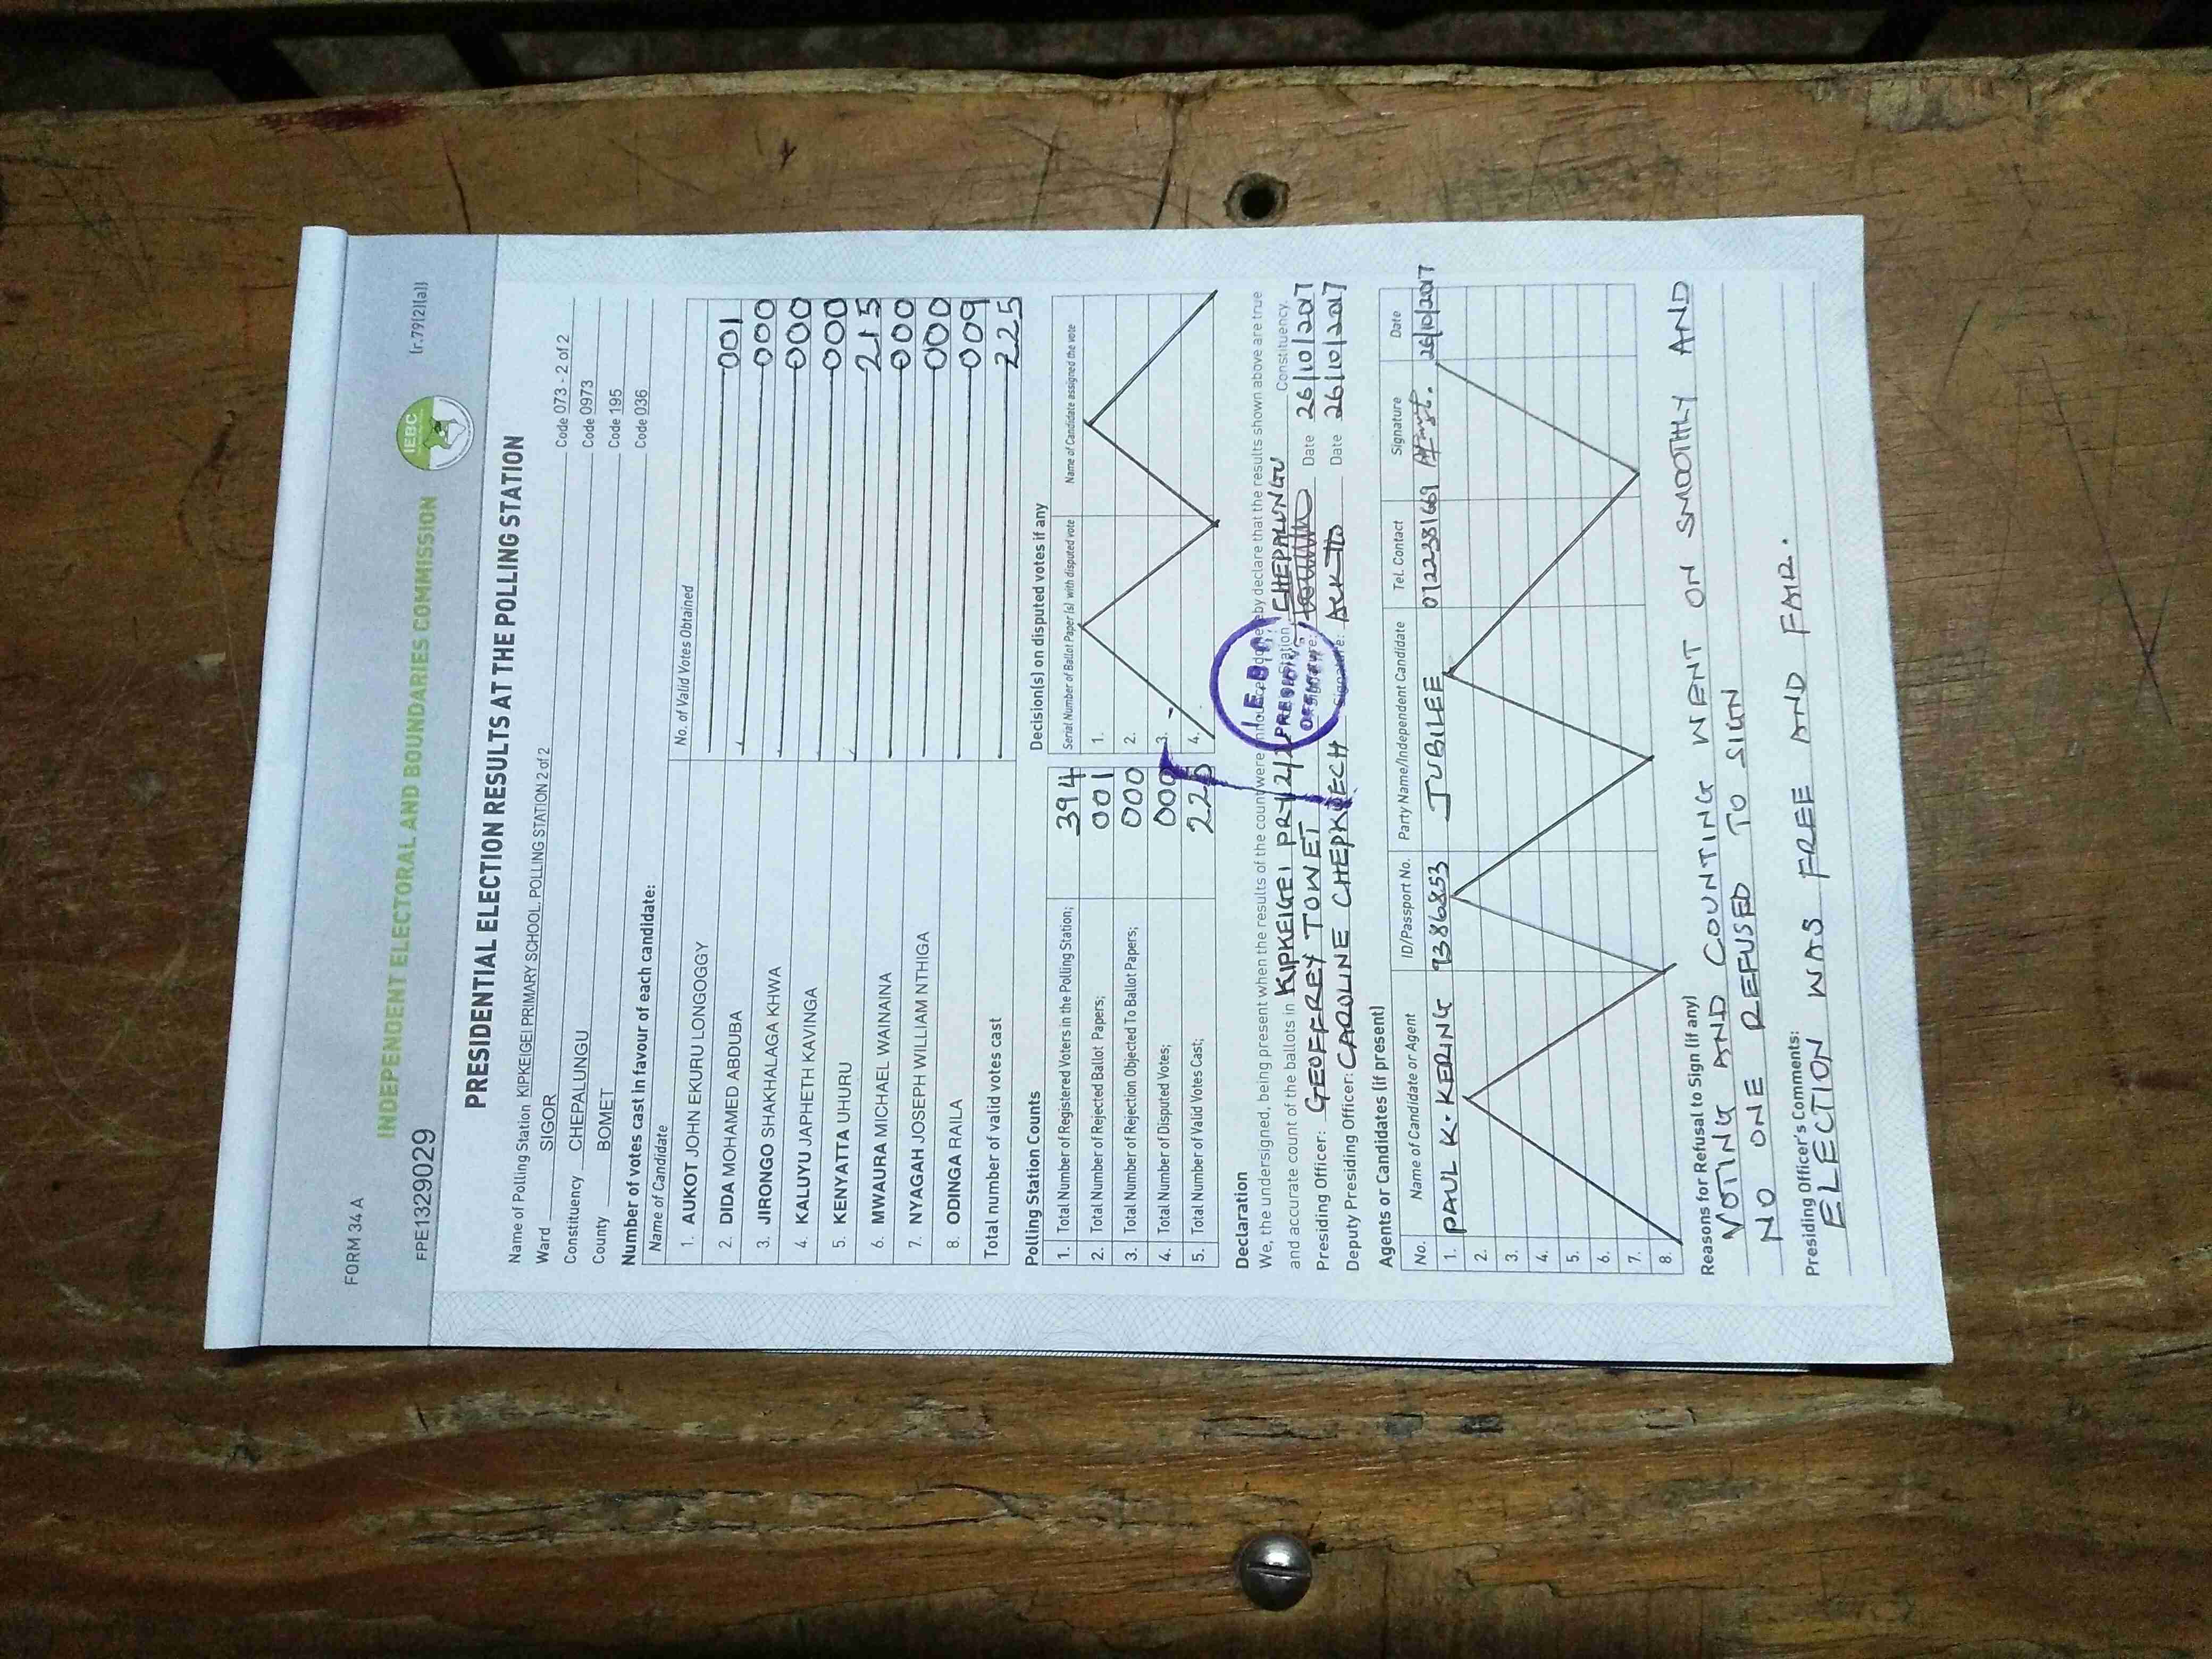 FORM 34 A
(r.79(2)(a))
FPE1329029
INDEPENDENT ELECTORAL AND BOUNDARIES COMMISSION
IEBC
PRESIDENTIAL ELECTION RESULTS AT THE POLLING STATION
Name of Polling Station KIPKEIGEI PRIMARY SCHOOL. POLLING STATION 2 of 2 Code 073 - 2 of 2
Ward SIGOR Code 0973
Constituency CHEPALUNGU Code 195
County BOMET Code 036
Number of votes cast in favour of each candidate:
Name of Candidate No. of Valid Votes Obtained
1. AUKOT JOHN EKURU LONGOGGY 001
2. DIDA MOHAMED ABDUBA 000
3. JIRONGO SHAKHALAGA KHWA 000
4. KALUYU JAPHETH KAVINGA 000
5. KENYATTA UHURU 215
6. MWAURA MICHAEL WAINAINA 000
7. NYAGAH JOSEPH WILLIAM NTHIGA 000
8. ODINGA RAILA 009
Total number of valid votes cast 225
Polling Station Counts
1. Total Number of Registered Voters in the Polling Station; 394
2. Total Number of Rejected Ballot Papers; 001
3. Total Number of Rejection Objected To Ballot Papers; 000
4. Total Number of Disputed Votes; 000
5. Total Number of Valid Votes Cast; 225
Decision(s) on disputed votes if any
Serial Number of Ballot Paper (s) with disputed vote Name of Candidate assigned the vote
1.
2.
3.
4.
Declaration
We, the undersigned, being present when the results of the count were announced do hereby declare that the results shown above are true
and accurate count of the ballots in KIPKEIGEI PRY 2/2 Station, CHEPALUNGU Constituency.
Presiding Officer: GEOFFREY TOWET Signature: Date 26/10/2017
Deputy Presiding Officer: CAROLINE CHEPKIECH Signature: Date 26/10/2017
I.E.B.C
PRESIDING
OFFICER
Agents or Candidates (if present)
No. Name of Candidate or Agent ID/Passport No. Party Name/Independent Candidate Tel. Contact Signature Date
1. PAUL K. KERING 9386853 JUBILEE 0722381669 26/10/2017
2.
3.
4.
5.
6.
7.
8.
Reasons for Refusal to Sign (if any)
VOTING AND COUNTING WENT ON SMOOTHLY AND
NO ONE REFUSED TO SIGN
Presiding Officer's Comments:
ELECTION WAS FREE AND FAIR.